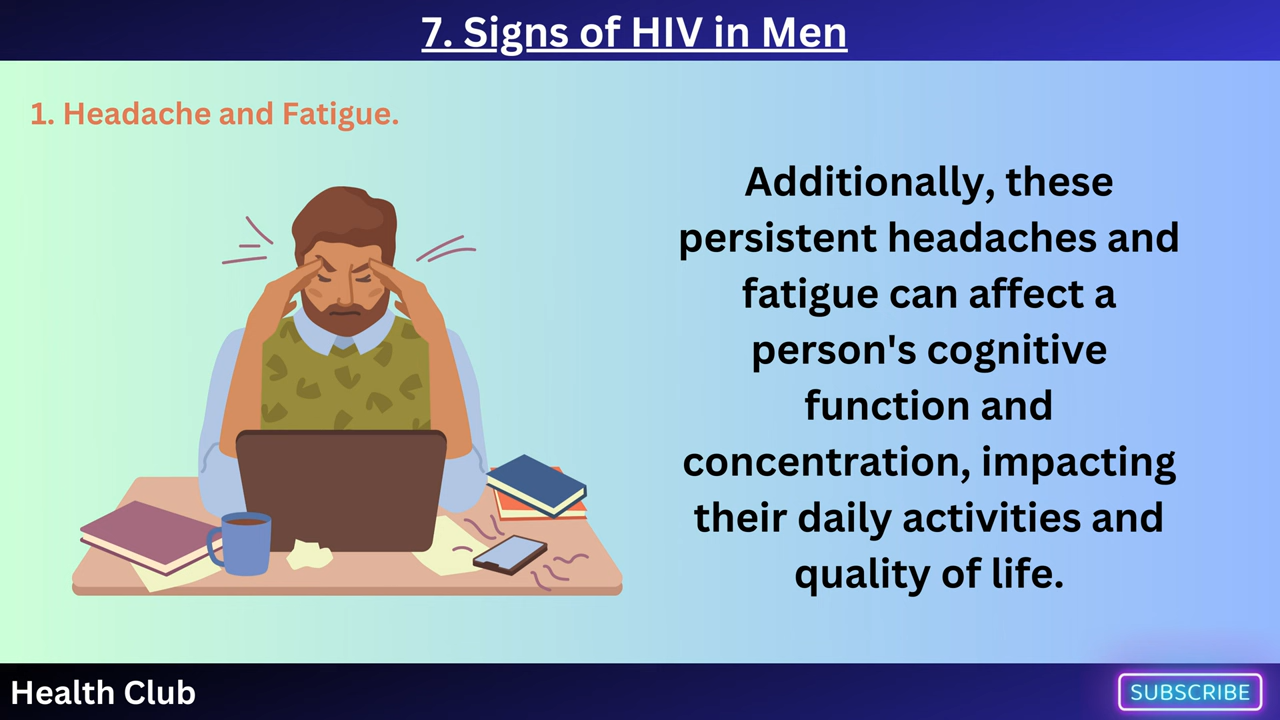 7. Signs of HIV in Men
1. Headache and Fatigue.
Additionally, these
persistent headaches and
fatigue can affect a
person's cognitive
function and
concentration, impacting
their daily activities and
quality of life.
Health Club
SUBSCRIBE